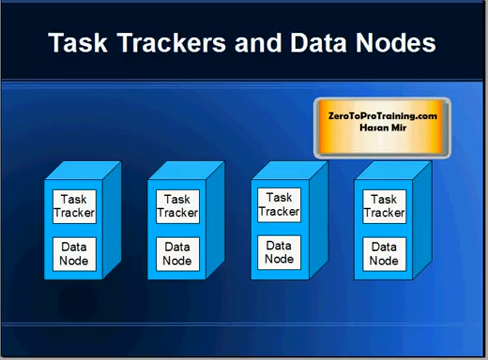 Task Trackers and Data Nodes
ZeroToProTraining.com
Hasan Mir
Task
Tracker
Data
Node
Task
Tracker
Data
Node
Task
Tracker
Data
Node
Task
Tracker
Data
Node